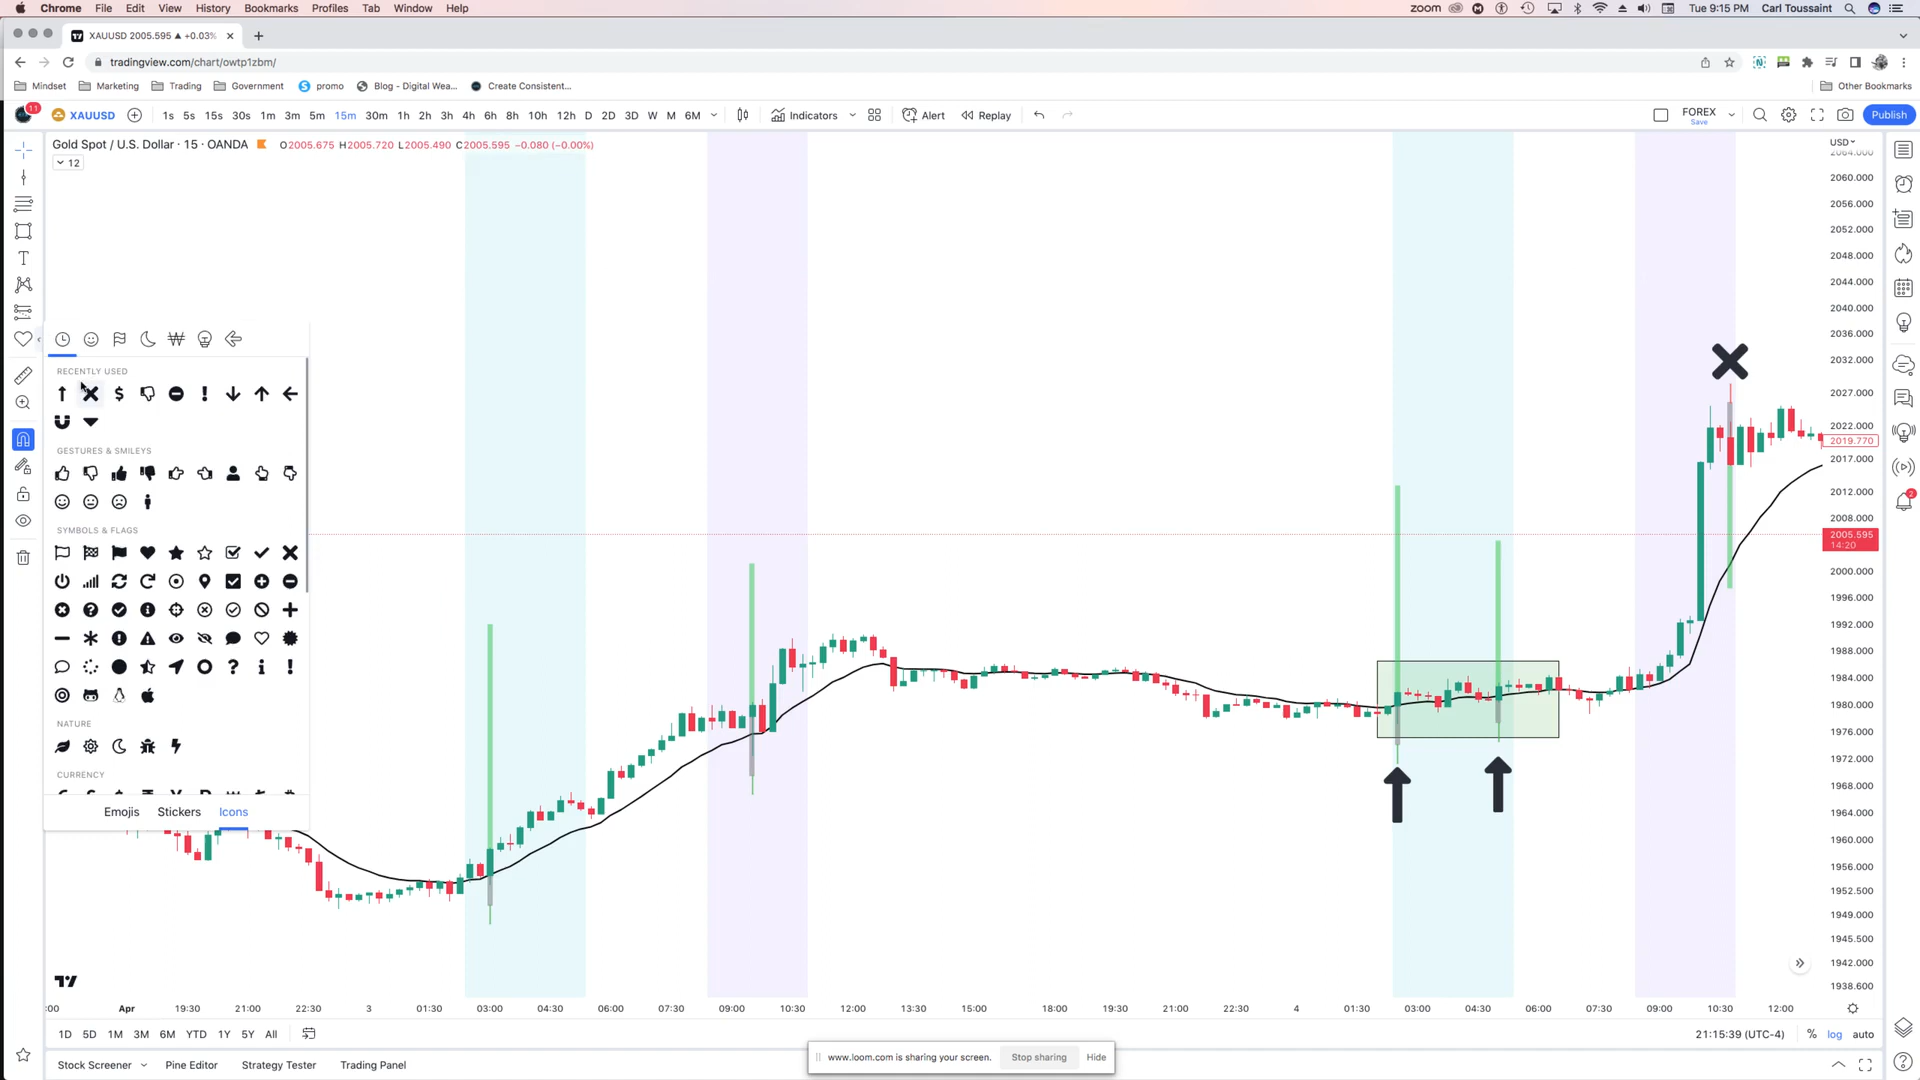 Chrome File Edit View History Bookmarks Profiles Tab Window Help zoom Tue 9:15 PM Carl Toussaint
XAUUSD 2005.595 ▲ +0.03%
tradingview.com/chart/owtp1zbm/
Mindset Marketing Trading Government promo Blog - Digital Wea... Create Consistent... Other Bookmarks
11 XAUUSD 1s 5s 15s 30s 1m 3m 5m 15m 30m 1h 2h 3h 4h 6h 8h 10h 12h D 2D 3D W M 6M Indicators Alert Replay FOREX Save Publish
Gold Spot / U.S. Dollar · 15 · OANDA O2005.675 H2005.720 L2005.490 C2005.595 −0.080 (−0.00%)
12
USD
2064.000
2060.000
2056.000
2052.000
2048.000
2044.000
2040.000
2036.000
2032.000
2027.000
2022.000
2019.770
2017.000
2012.000
2008.000
2005.595
14:20
2000.000
1996.000
1992.000
1988.000
1984.000
1980.000
1976.000
1972.000
1968.000
1964.000
1960.000
1956.000
1952.500
1949.000
1945.500
1942.000
1938.600
2
RECENTLY USED
GESTURES & SMILEYS
SYMBOLS & FLAGS
NATURE
CURRENCY
Emojis Stickers Icons
:00 Apr 19:30 21:00 22:30 3 01:30 03:00 04:30 06:00 07:30 09:00 10:30 12:00 13:30 15:00 18:00 19:30 21:00 22:30 4 01:30 03:00 04:30 06:00 07:30 09:00 10:30 12:00
1D 5D 1M 3M 6M YTD 1Y 5Y All 21:15:39 (UTC-4) % log auto
www.loom.com is sharing your screen. Stop sharing Hide
Stock Screener Pine Editor Strategy Tester Trading Panel